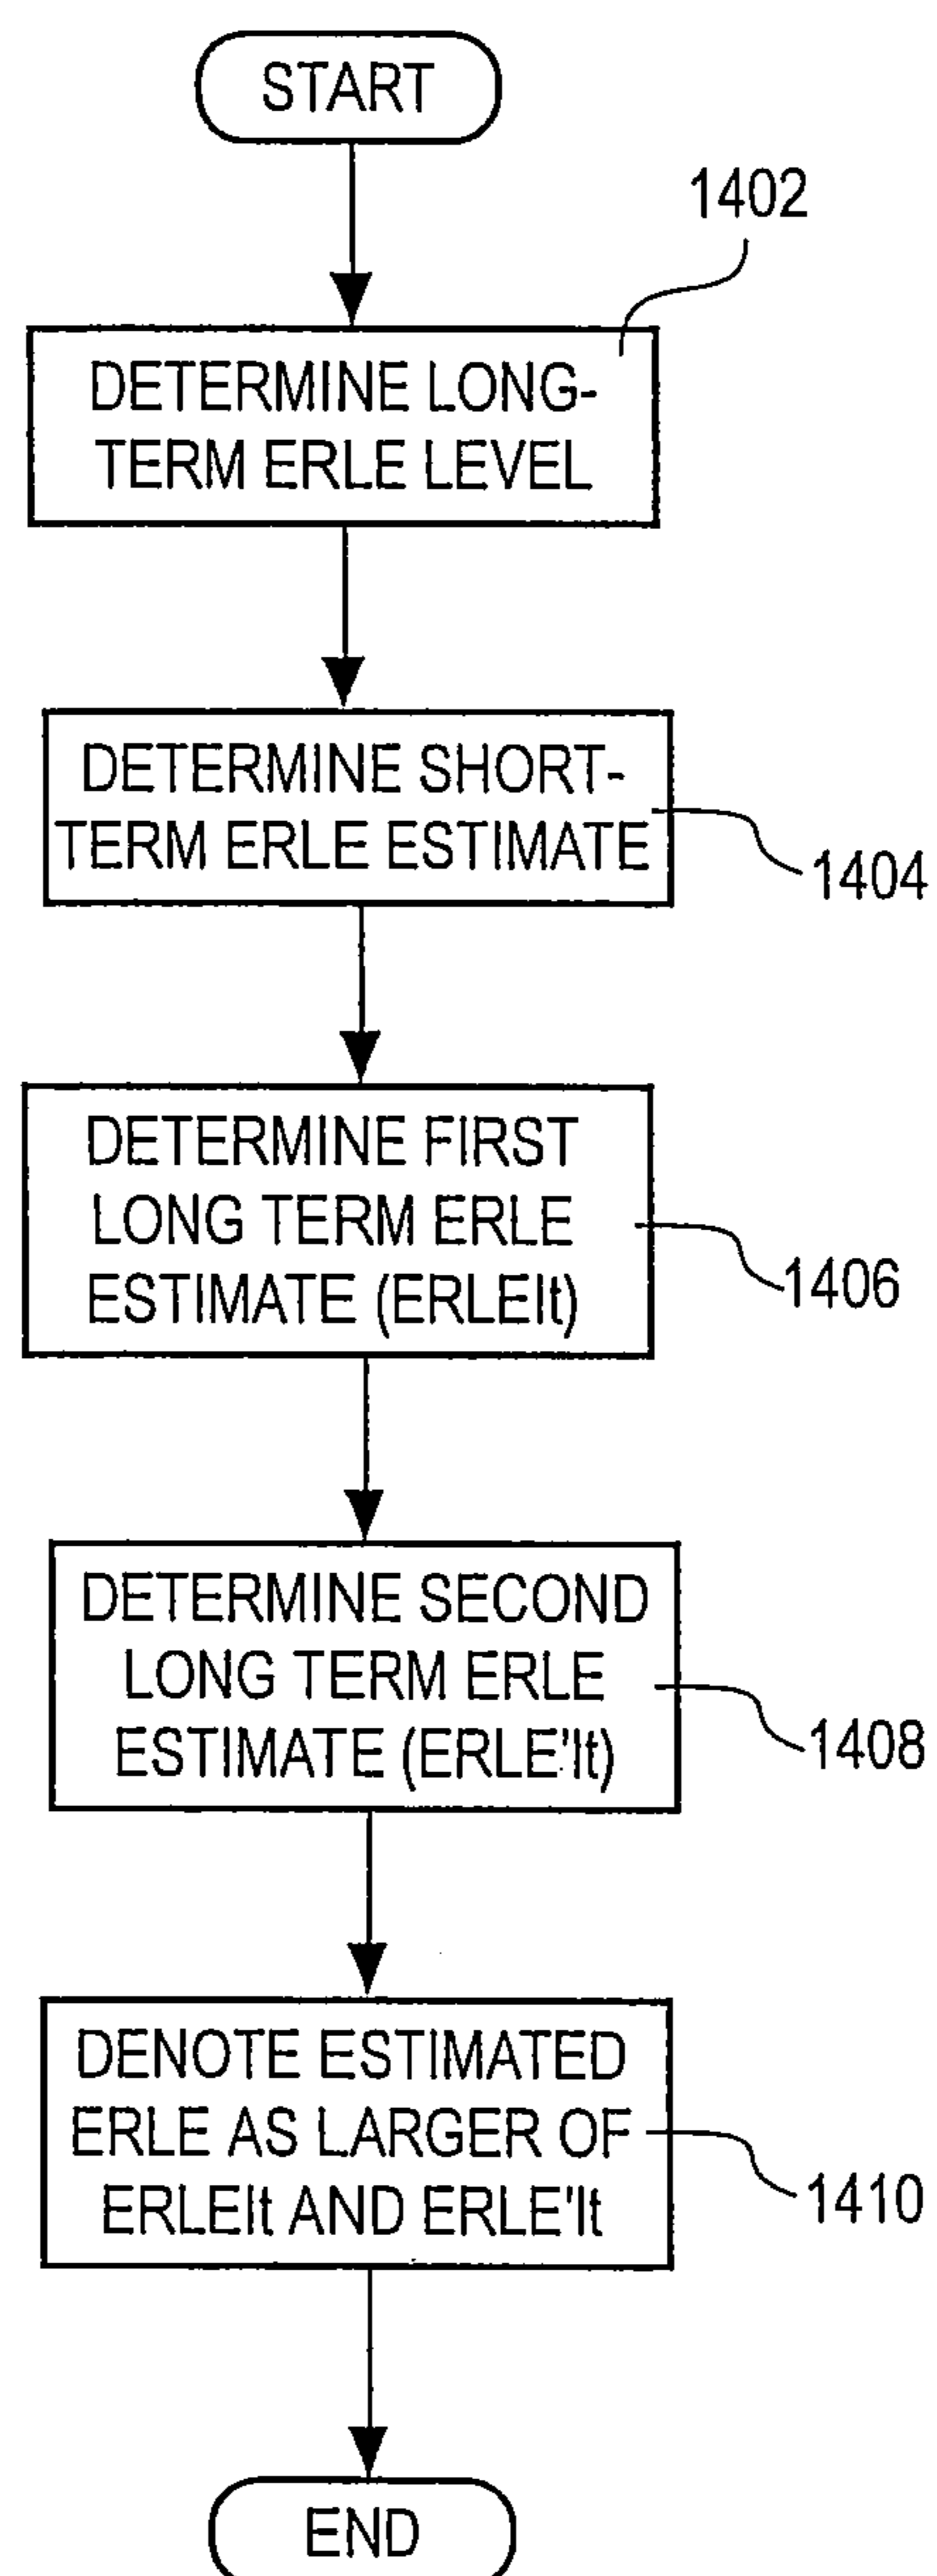 START
1402
DETERMINE LONG-
TERM ERLE LEVEL
DETERMINE SHORT-
TERM ERLE ESTIMATE
1404
DETERMINE FIRST
LONG TERM ERLE
ESTIMATE (ERLElt)
1406
DETERMINE SECOND
LONG TERM ERLE
ESTIMATE (ERLE'lt)
1408
DENOTE ESTIMATED
ERLE AS LARGER OF
ERLElt AND ERLE'lt
1410
END